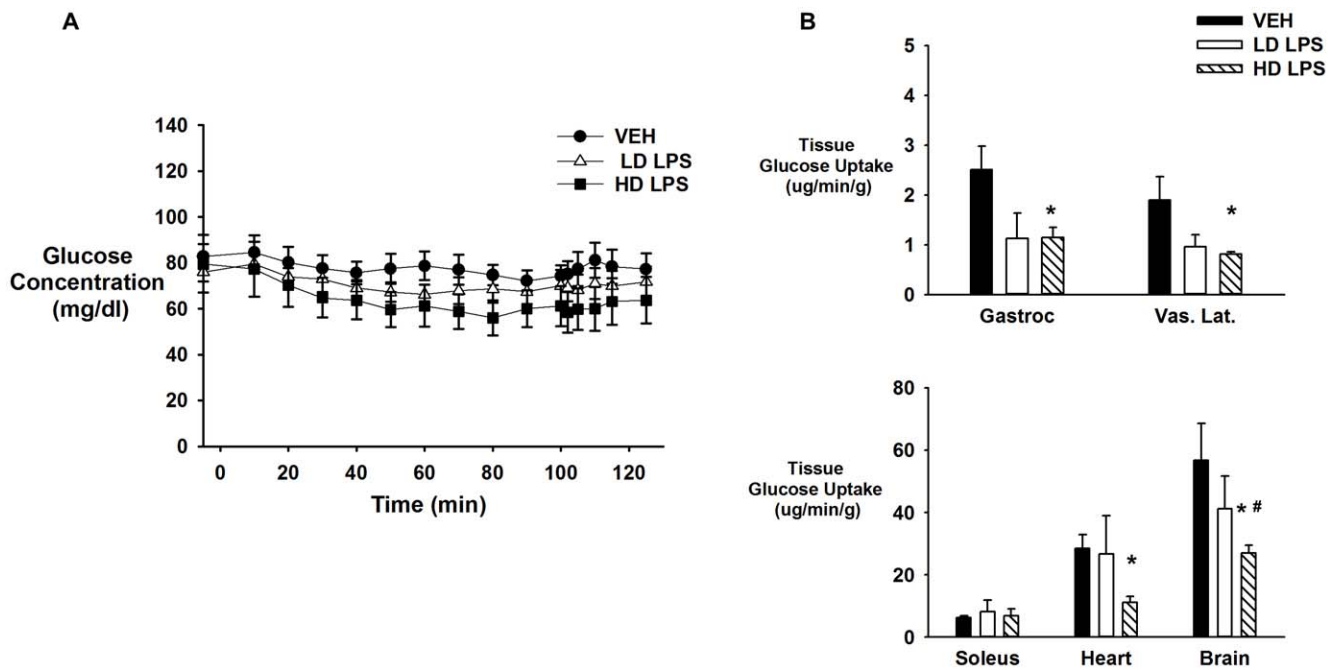 A
VEH
LD LPS
HD LPS
Glucose
Concentration
(mg/dl)
140
120
100
80
60
40
20
0
0 20 40 60 80 100 120
Time (min)
B
VEH
LD LPS
HD LPS
Tissue
Glucose Uptake
(ug/min/g)
5
4
3
2
1
0
* *
Gastroc Vas. Lat.
Tissue
Glucose Uptake
(ug/min/g)
80
60
40
20
0
* * #
Soleus Heart Brain